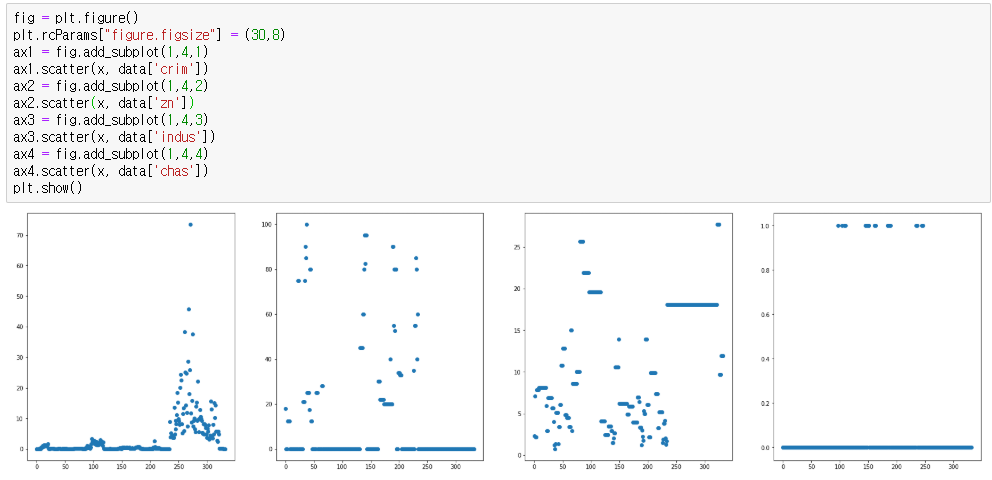 fig = plt.figure()
plt.rcParams["figure.figsize"] = (30,8)
ax1 = fig.add_subplot(1,4,1)
ax1.scatter(x, data['crim'])
ax2 = fig.add_subplot(1,4,2)
ax2.scatter(x, data['zn'])
ax3 = fig.add_subplot(1,4,3)
ax3.scatter(x, data['indus'])
ax4 = fig.add_subplot(1,4,4)
ax4.scatter(x, data['chas'])
plt.show()
70
60
50
40
30
20
10
0
0 50 100 150 200 250 300
100
80
60
40
20
0
0 50 100 150 200 250 300
25
20
15
10
5
0
0 50 100 150 200 250 300
1.0
0.8
0.6
0.4
0.2
0.0
0 50 100 150 200 250 300